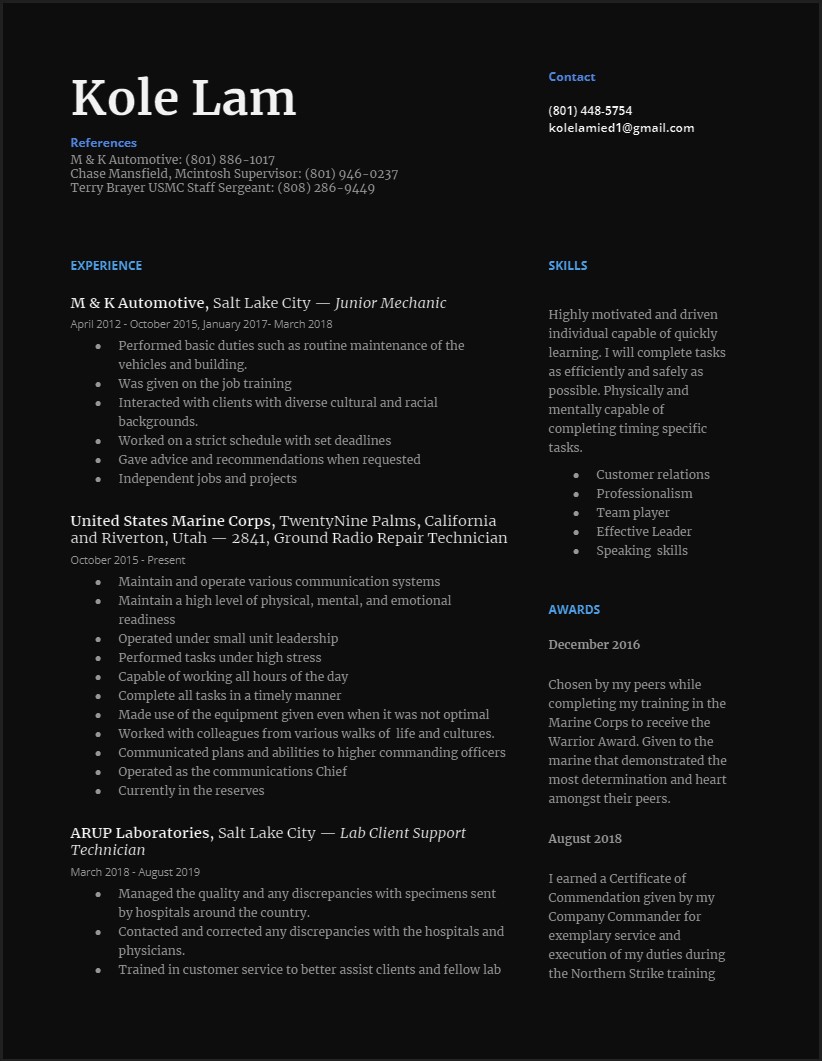 Kole Lam
References
M & K Automotive: (801) 886-1017
Chase Mansfield, Mcintosh Supervisor: (801) 946-0237
Terry Brayer USMC Staff Sergeant: (808) 286-9449
Contact
(801) 448-5754
kolelamied1@gmail.com
EXPERIENCE
M & K Automotive, Salt Lake City — Junior Mechanic
April 2012 - October 2015, January 2017- March 2018
● Performed basic duties such as routine maintenance of the
vehicles and building.
● Was given on the job training
● Interacted with clients with diverse cultural and racial
backgrounds.
● Worked on a strict schedule with set deadlines
● Gave advice and recommendations when requested
● Independent jobs and projects
United States Marine Corps, TwentyNine Palms, California
and Riverton, Utah — 2841, Ground Radio Repair Technician
October 2015 - Present
● Maintain and operate various communication systems
● Maintain a high level of physical, mental, and emotional
readiness
● Operated under small unit leadership
● Performed tasks under high stress
● Capable of working all hours of the day
● Complete all tasks in a timely manner
● Made use of the equipment given even when it was not optimal
● Worked with colleagues from various walks of life and cultures.
● Communicated plans and abilities to higher commanding officers
● Operated as the communications Chief
● Currently in the reserves
ARUP Laboratories, Salt Lake City — Lab Client Support
Technician
March 2018 - August 2019
● Managed the quality and any discrepancies with specimens sent
by hospitals around the country.
● Contacted and corrected any discrepancies with the hospitals and
physicians.
● Trained in customer service to better assist clients and fellow lab
SKILLS
Highly motivated and driven
individual capable of quickly
learning. I will complete tasks
as efficiently and safely as
possible. Physically and
mentally capable of
completing timing specific
tasks.
● Customer relations
● Professionalism
● Team player
● Effective Leader
● Speaking skills
AWARDS
December 2016
Chosen by my peers while
completing my training in the
Marine Corps to receive the
Warrior Award. Given to the
marine that demonstrated the
most determination and heart
amongst their peers.
August 2018
I earned a Certificate of
Commendation given by my
Company Commander for
exemplary service and
execution of my duties during
the Northern Strike training